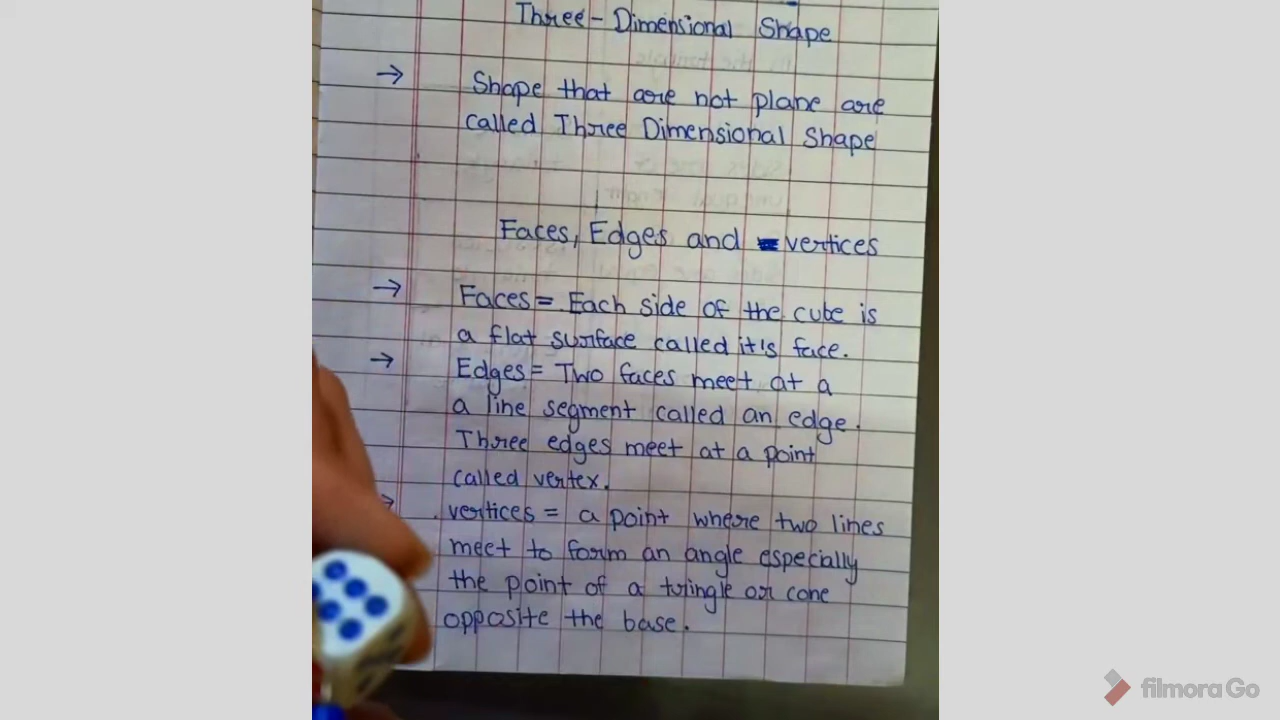 Three-Dimensional Shape
→ Shape that are not plane are
called Three Dimensional Shape
Faces, Edges and vertices
→ Faces = Each side of the cube is
a flat surface called it's face.
→ Edges = Two faces meet at a
a line segment called an edge.
Three edges meet at a point
called vertex.
→ vertices = a point where two lines
meet to form an angle especially
the point of a tringle or cone
opposite the base.
filmora Go